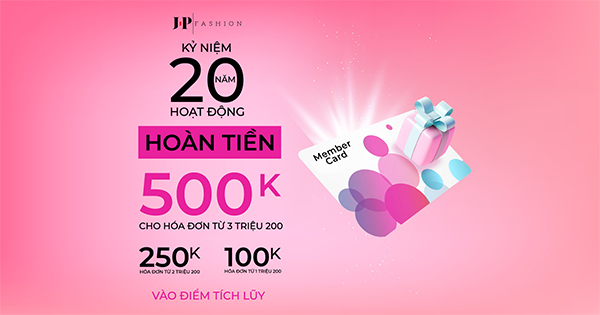 J•P FASHION
KỶ NIỆM
20 NĂM
HOẠT ĐỘNG
HOÀN TIỀN
500K
CHO HÓA ĐƠN TỪ 3 TRIỆU 200
250K 100K
HÓA ĐƠN TỪ 2 TRIỆU 200 HÓA ĐƠN TỪ 1 TRIỆU 200
VÀO ĐIỂM TÍCH LŨY
Member
Card